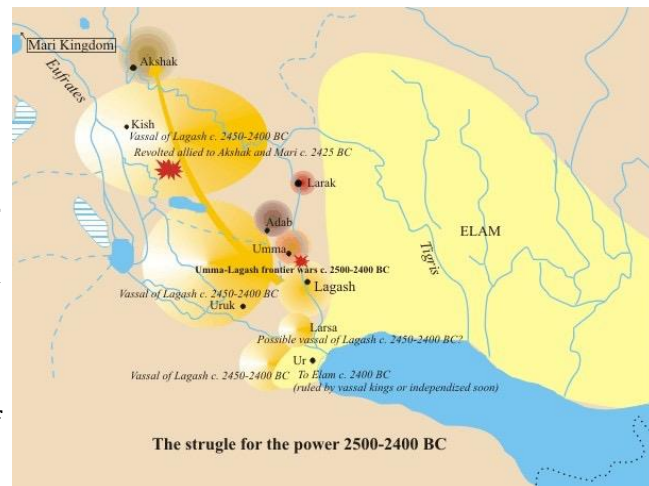 Mari Kingdom
Eufrates
Akshak
Kish
Vassal of Lagash c. 2450-2400 BC
Revolted allied to Akshak and Mari c. 2425 BC
Larak
Adab
Umma
Umma-Lagash frontier wars c. 2500-2400 BC
ELAM
Tigris
Lagash
Vassal of Lagash c. 2450-2400 BC
Uruk
Larsa
Possible vassal of Lagash c. 2450-2400 BC?
Ur
Vassal of Lagash c. 2450-2400 BC
To Elam c. 2400 BC
(ruled by vassal kings or independized soon)
The strugle for the power 2500-2400 BC